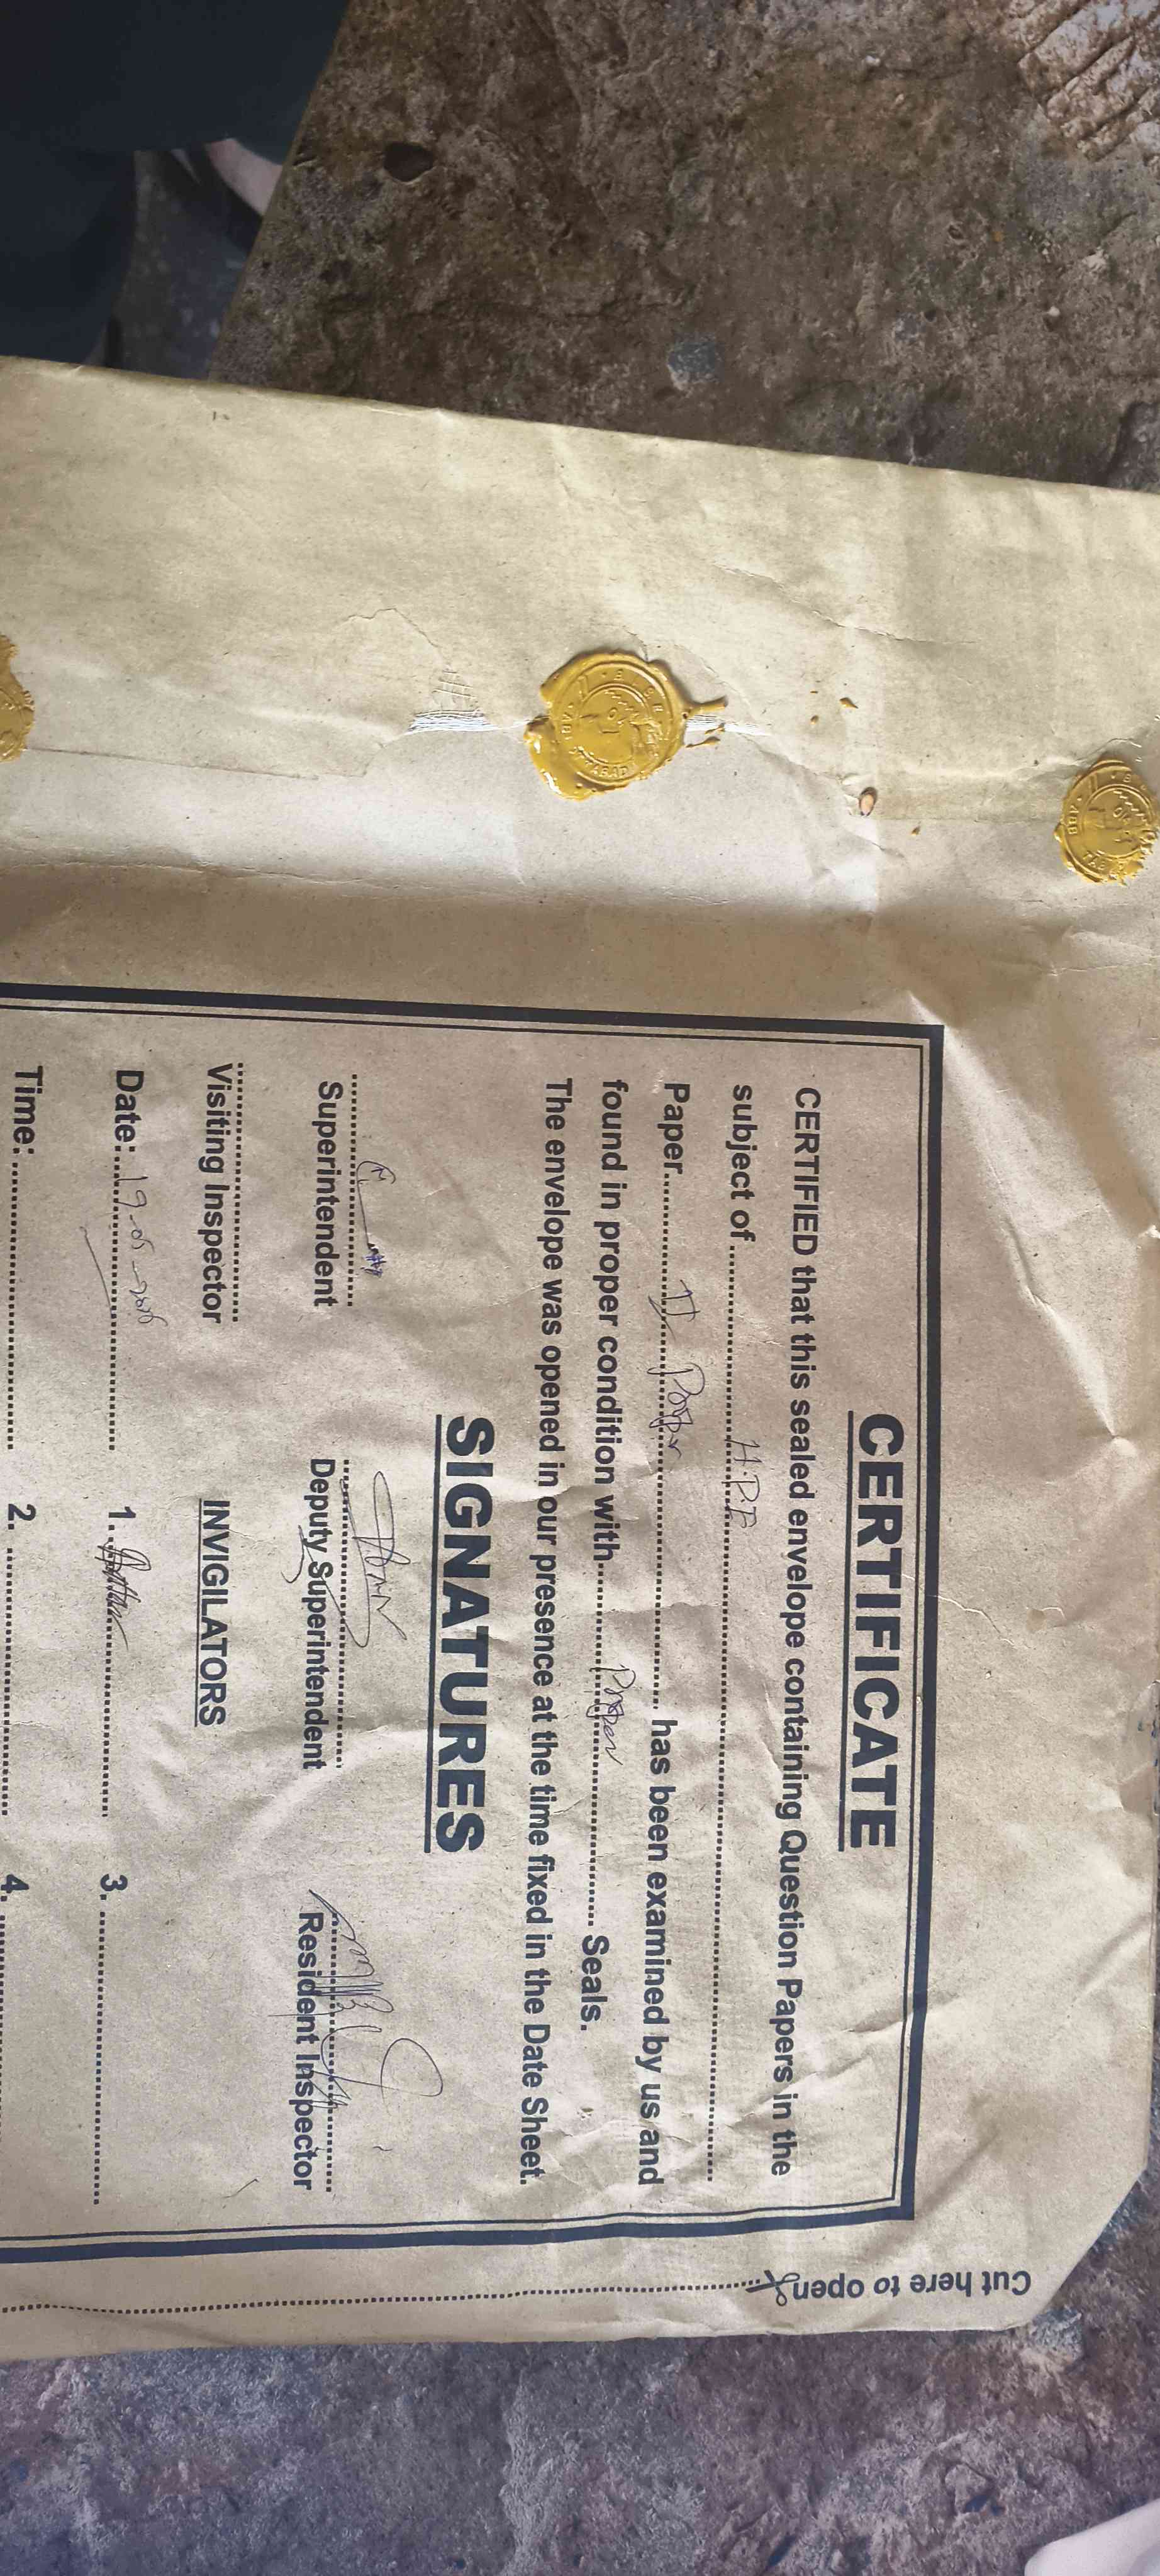 CERTIFICATE
CERTIFIED that this sealed envelope containing Question Papers in the
subject of H.P.E
Paper II Paper has been examined by us and
found in proper condition with Proper Seals.
The envelope was opened in our presence at the time fixed in the Date Sheet.
SIGNATURES
Superintendent Deputy Superintendent Resident Inspector
Visiting Inspector INVIGILATORS
Date: 19-05- 1. 3.
Time: 2. 4.
Cut here to open